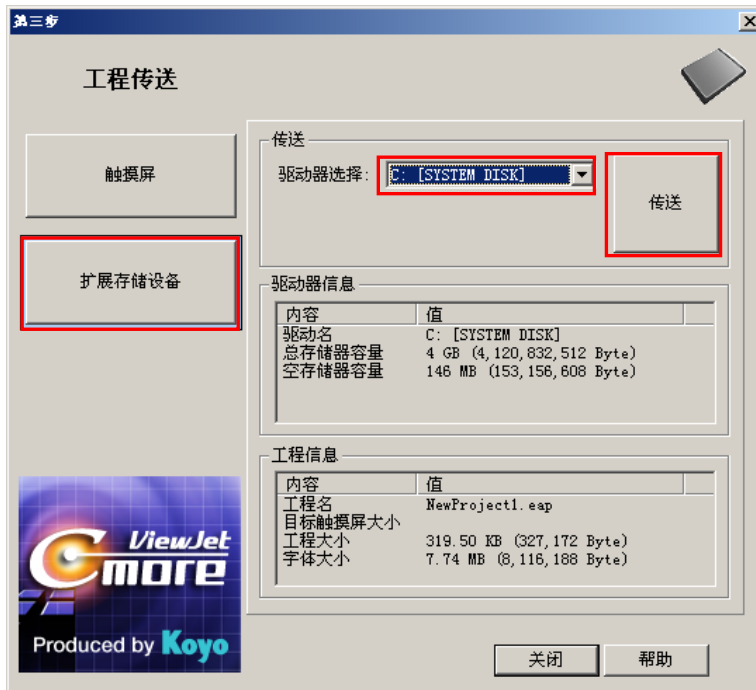 第三步
工程传送
触摸屏
扩展存储设备
传送
驱动器选择: C: [SYSTEM DISK]
传送
驱动器信息
内容 值
驱动名 C: [SYSTEM DISK]
总存储器容量 4 GB (4,120,832,512 Byte)
空存储器容量 146 MB (153,156,608 Byte)
工程信息
内容 值
工程名 NewProject1.eap
目标触摸屏大小
工程大小 319.50 KB (327,172 Byte)
字体大小 7.74 MB (8,116,188 Byte)
ViewJet
Cmore
Produced by Koyo
关闭 帮助